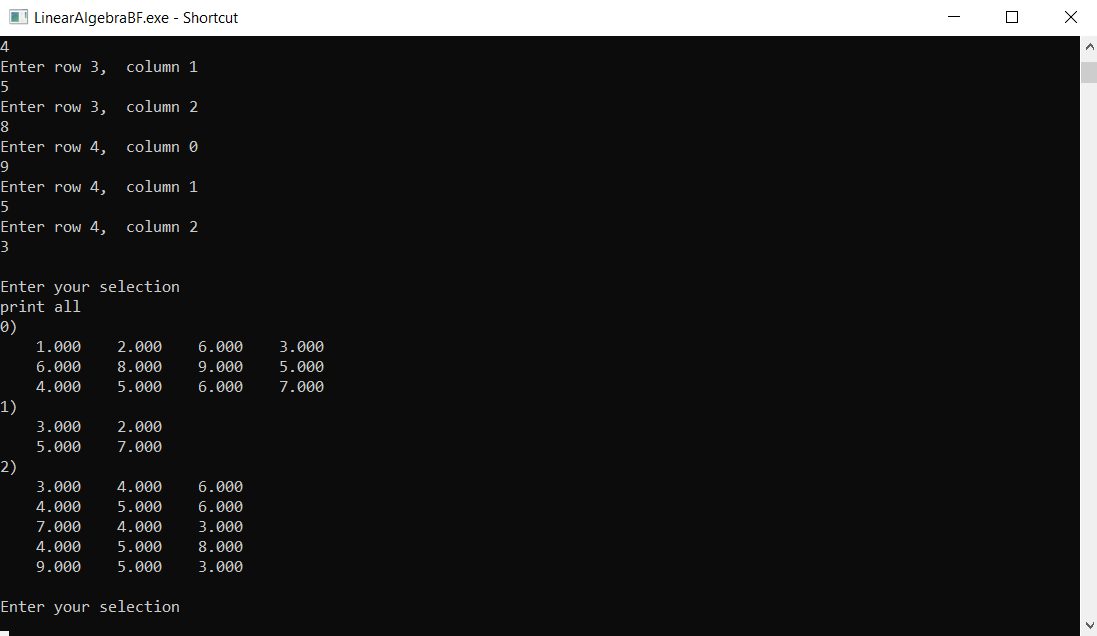 LinearAlgebraBF.exe - Shortcut
4
Enter row 3,  column 1
5
Enter row 3,  column 2
8
Enter row 4,  column 0
9
Enter row 4,  column 1
5
Enter row 4,  column 2
3
Enter your selection
print all
0)
    1.000    2.000    6.000    3.000
    6.000    8.000    9.000    5.000
    4.000    5.000    6.000    7.000
1)
    3.000    2.000
    5.000    7.000
2)
    3.000    4.000    6.000
    4.000    5.000    6.000
    7.000    4.000    3.000
    4.000    5.000    8.000
    9.000    5.000    3.000
Enter your selection